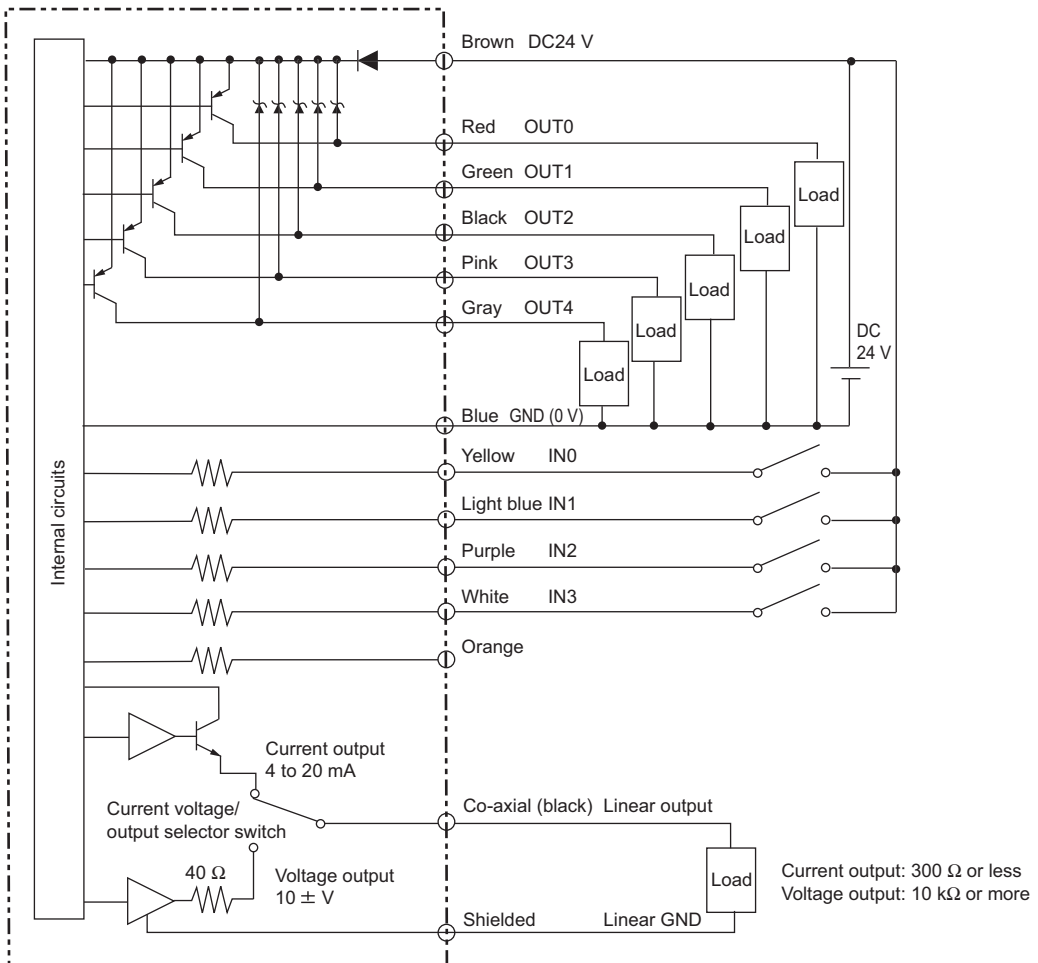 Brown DC24 V
Red OUT0
Green OUT1
Load
Black OUT2
Load
Pink OUT3
Load
Gray OUT4
Load
DC
24 V
Load
Blue GND (0 V)
Yellow IN0
Internal circuits
Light blue IN1
Purple IN2
White IN3
Orange
Current output
4 to 20 mA
Current voltage/
output selector switch
Co-axial (black) Linear output
40 Ω
Voltage output
10 ± V
Load
Current output: 300 Ω or less
Voltage output: 10 kΩ or more
Shielded Linear GND